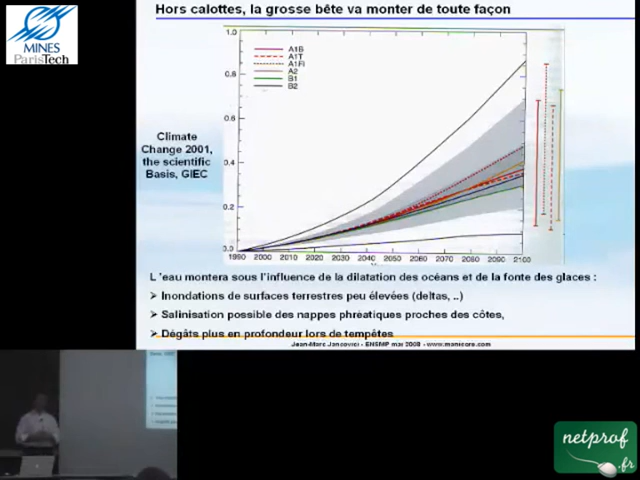 Hors calottes, la grosse bête va monter de toute façon
MINES
ParisTech
1.0
A1B
A1T
A1FI
A2
B1
B2
0.8
0.6
0.4
0.2
0.0
Climate
Change 2001,
the scientific
Basis, GIEC
1990 2000 2010 2020 2030 2040 2050 2060 2070 2080 2090 2100
L'eau montera sous l'influence de la dilatation des océans et de la fonte des glaces :
➢ Inondations de surfaces terrestres peu élevées (deltas, ..)
➢ Salinisation possible des nappes phréatiques proches des côtes,
➢ Dégâts plus en profondeur lors de tempêtes
Jean-Marc Jancovici - ENSMP mai 2008 - www.manicore.com
netprof
.fr